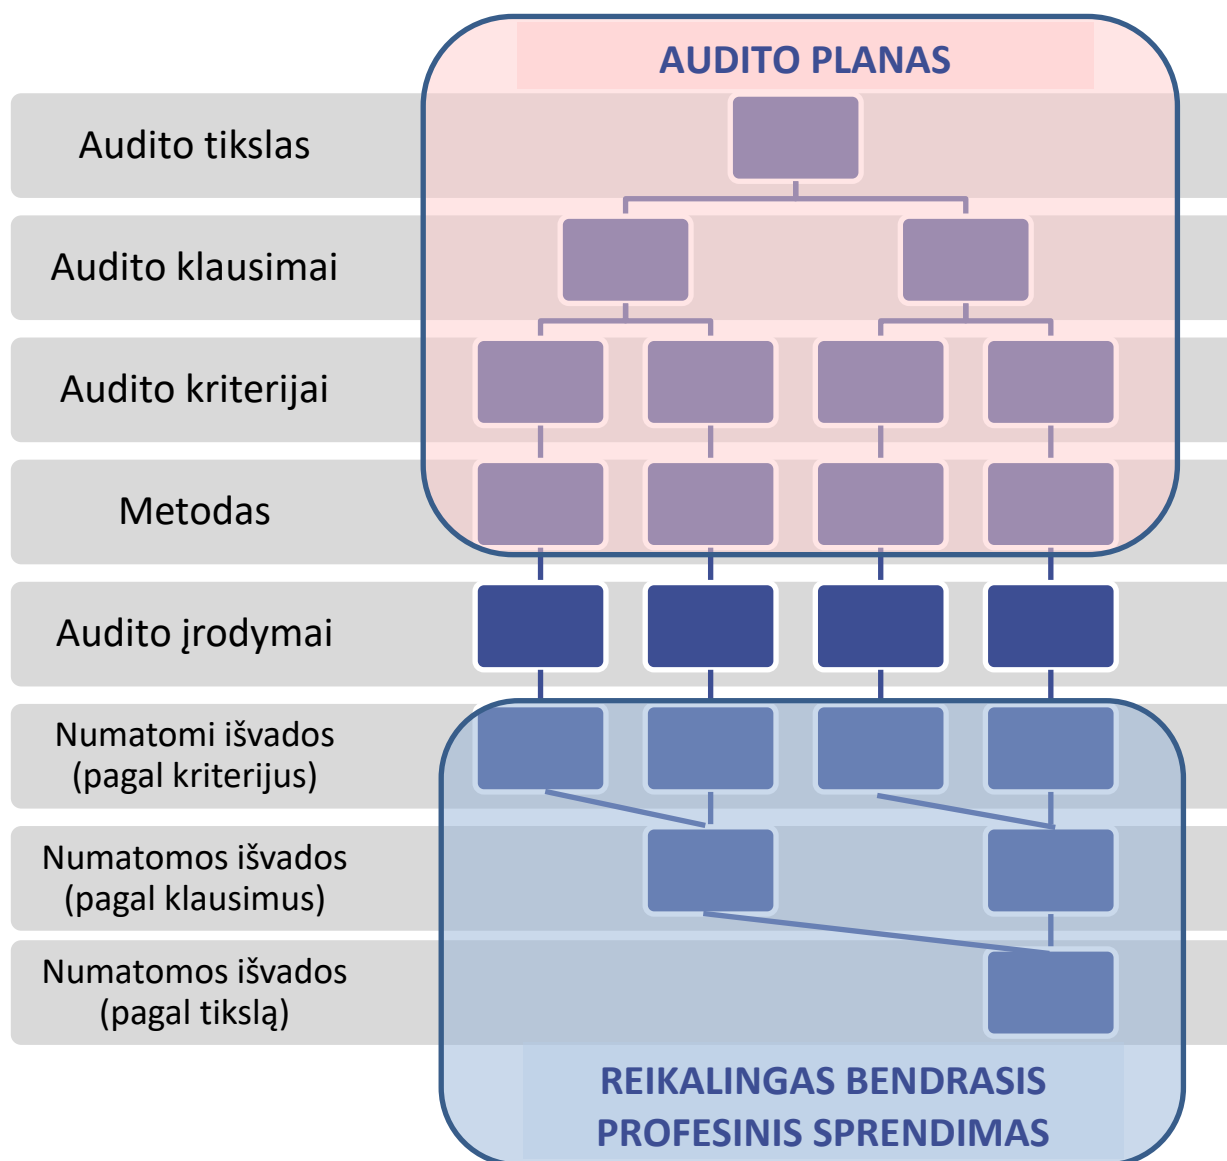 AUDITO PLANAS
Audito tikslas
Audito klausimai
Audito kriterijai
Metodas
Audito įrodymai
Numatomi išvados
(pagal kriterijus)
Numatomos išvados
(pagal klausimus)
Numatomos išvados
(pagal tikslą)
REIKALINGAS BENDRASIS
PROFESINIS SPRENDIMAS